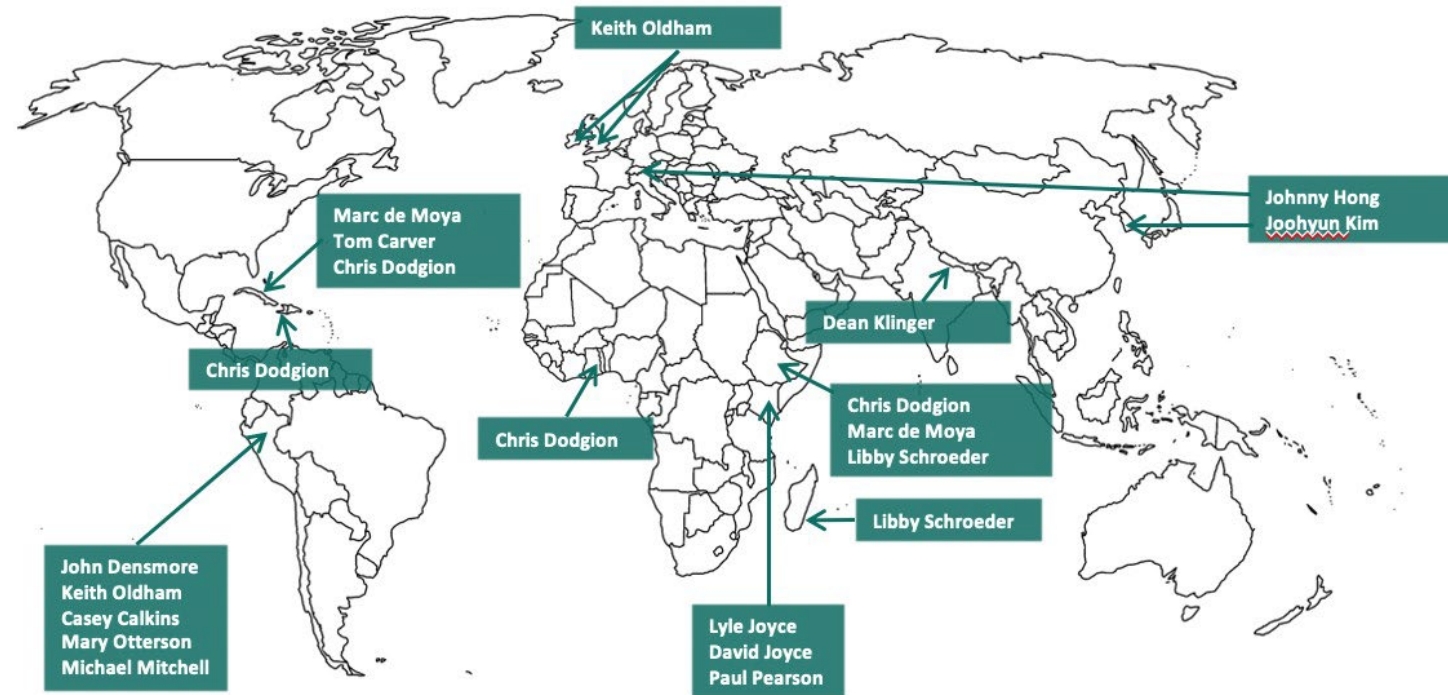 Keith Oldham
Marc de Moya
Tom Carver
Chris Dodgion
Johnny Hong
Joohyun Kim
Dean Klinger
Chris Dodgion
Chris Dodgion
Chris Dodgion
Marc de Moya
Libby Schroeder
Libby Schroeder
John Densmore
Keith Oldham
Casey Calkins
Mary Otterson
Michael Mitchell
Lyle Joyce
David Joyce
Paul Pearson